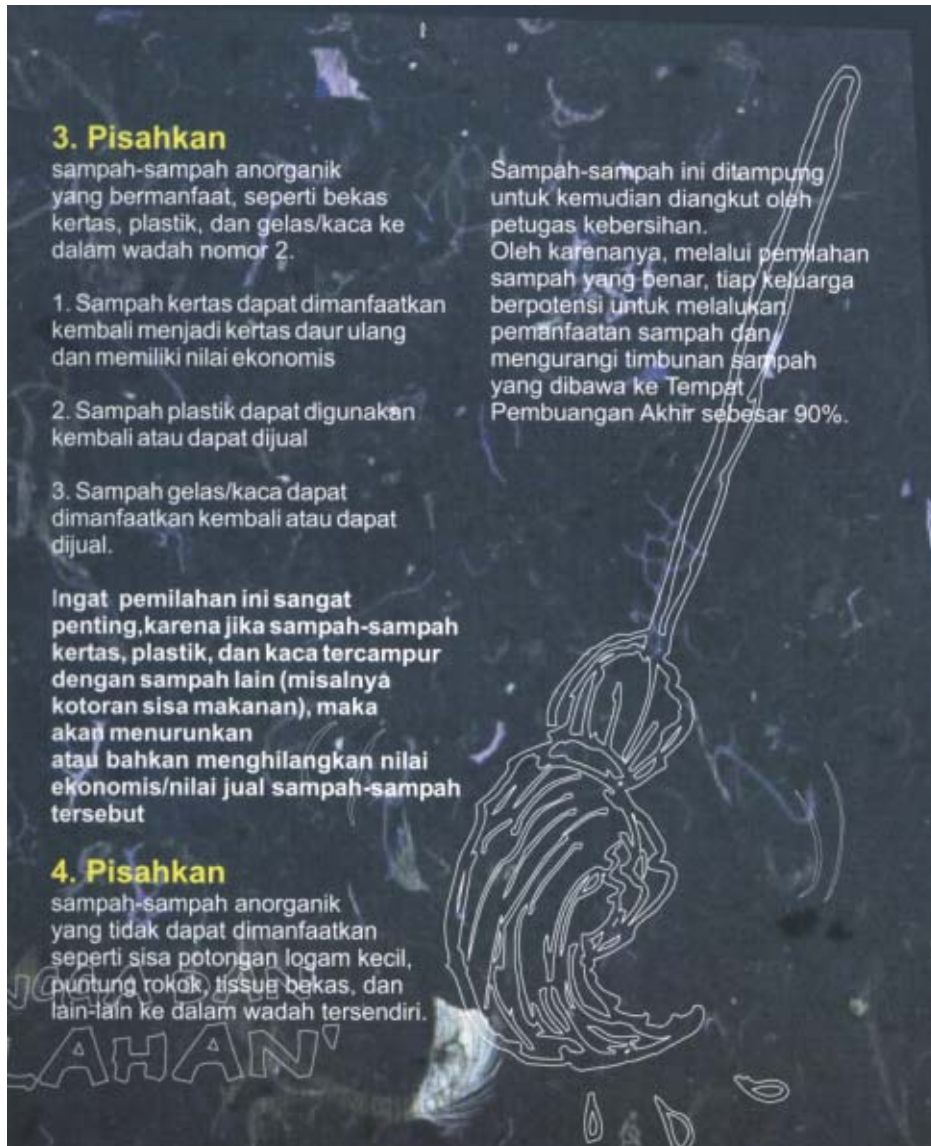 3. Pisahkan
sampah-sampah anorganik
yang bermanfaat, seperti bekas
kertas, plastik, dan gelas/kaca ke
dalam wadah nomor 2.
1. Sampah kertas dapat dimanfaatkan
kembali menjadi kertas daur ulang
dan memiliki nilai ekonomis
2. Sampah plastik dapat digunakan
kembali atau dapat dijual
3. Sampah gelas/kaca dapat
dimanfaatkan kembali atau dapat
dijual.
Ingat pemilahan ini sangat
penting,karena jika sampah-sampah
kertas, plastik, dan kaca tercampur
dengan sampah lain (misalnya
kotoran sisa makanan), maka
akan menurunkan
atau bahkan menghilangkan nilai
ekonomis/nilai jual sampah-sampah
tersebut
4. Pisahkan
sampah-sampah anorganik
yang tidak dapat dimanfaatkan
seperti sisa potongan logam kecil,
puntung rokok, tissue bekas, dan
lain-lain ke dalam wadah tersendiri.
NGGA DAN
LAHAN'
Sampah-sampah ini ditampung
untuk kemudian diangkut oleh
petugas kebersihan.
Oleh karenanya, melalui pemilahan
sampah yang benar, tiap keluarga
berpotensi untuk melalukan
pemanfaatan sampah dan
mengurangi timbunan sampah
yang dibawa ke Tempat
Pembuangan Akhir sebesar 90%.